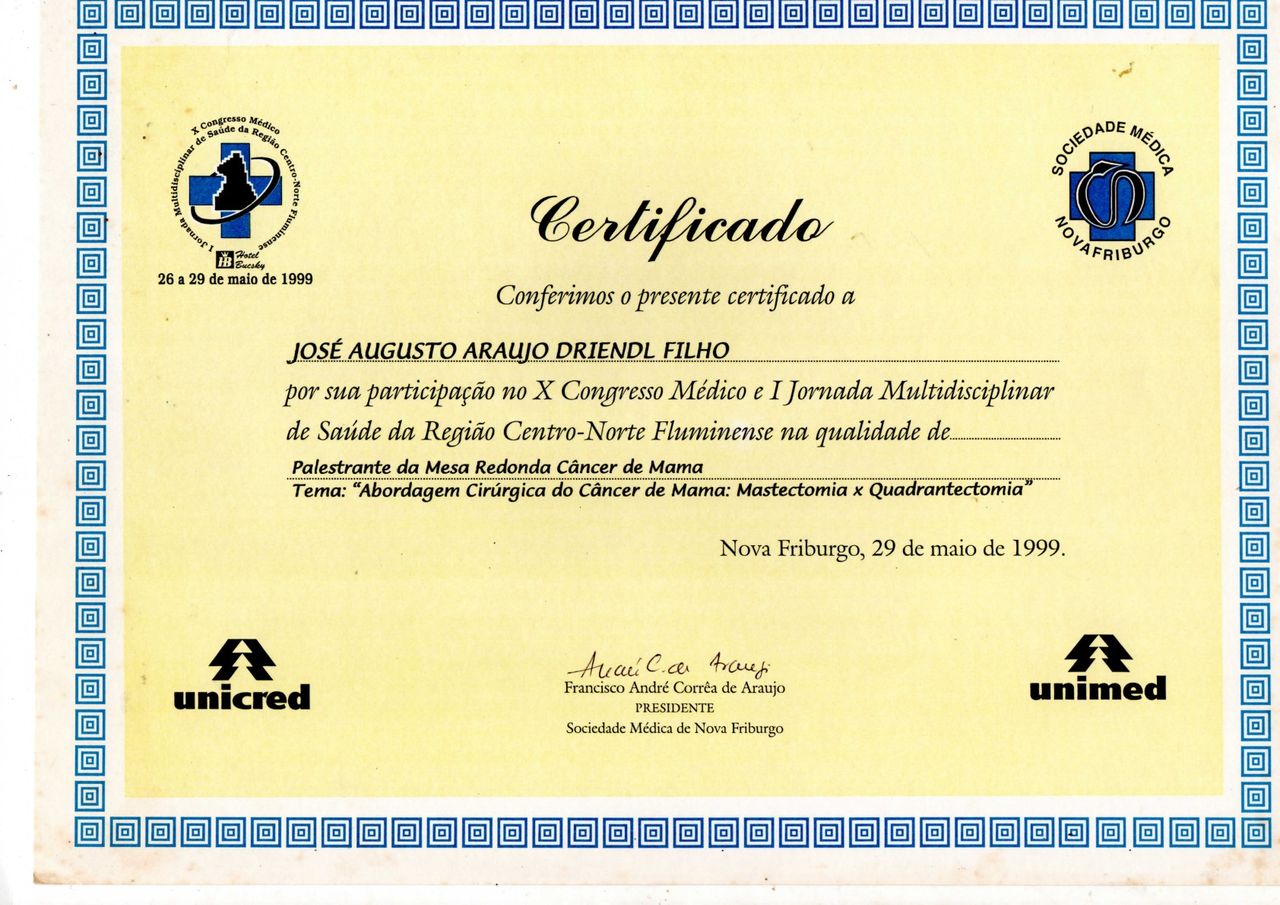 X Congresso Médico
I Jornada Multidisciplinar de Saúde da Região Centro-Norte Fluminense
HB Hotel
Bucsky
26 a 29 de maio de 1999
SOCIEDADE MÉDICA
NOVA FRIBURGO
Certificado
Conferimos o presente certificado a
JOSÉ AUGUSTO ARAUJO DRIENDL FILHO
por sua participação no X Congresso Médico e I Jornada Multidisciplinar
de Saúde da Região Centro-Norte Fluminense na qualidade de
Palestrante da Mesa Redonda Câncer de Mama
Tema: “Abordagem Cirúrgica do Câncer de Mama: Mastectomia x Quadrantectomia”
Nova Friburgo, 29 de maio de 1999.
unicred
Francisco André Corrêa de Araujo
PRESIDENTE
Sociedade Médica de Nova Friburgo
unimed